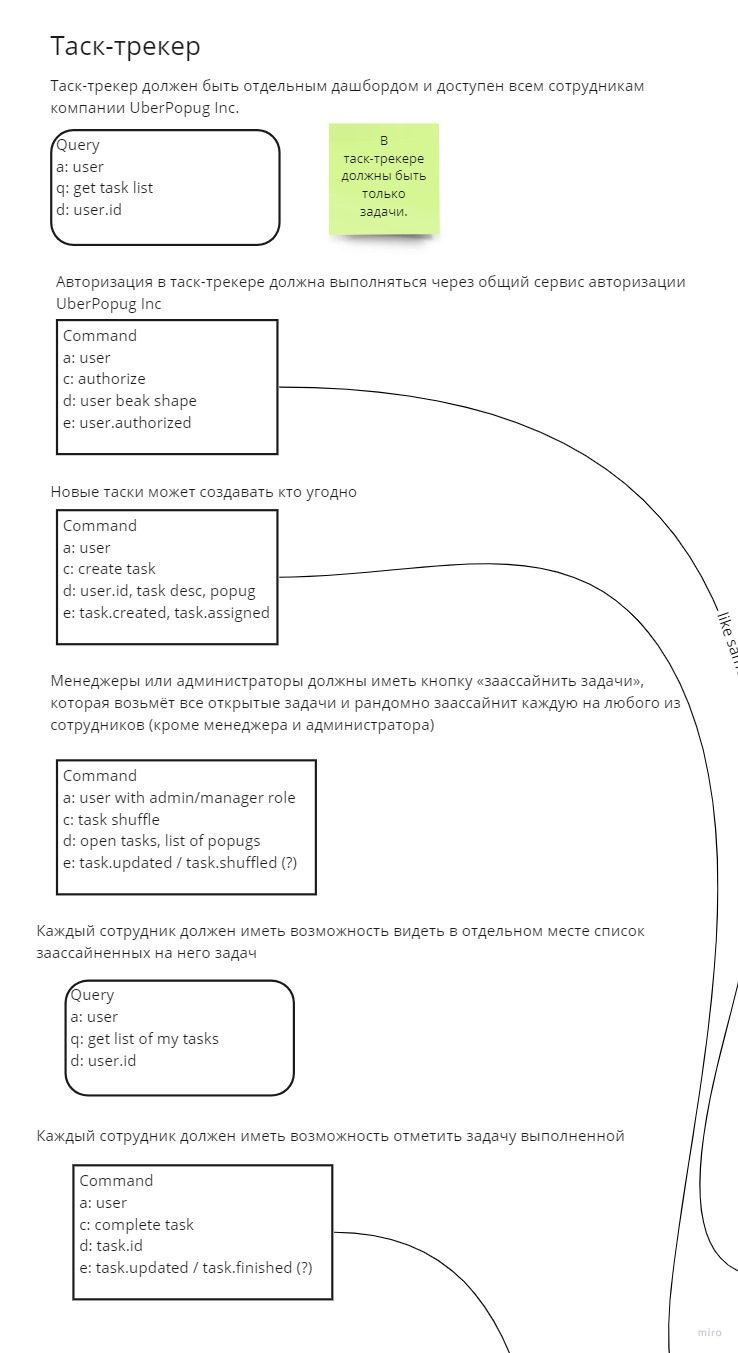 Таск-трекер
Таск-трекер должен быть отдельным дашбордом и доступен всем сотрудникам
компании UberPopug Inc.
Query
a: user
q: get task list
d: user.id
В
таск-трекере
должны быть
только
задачи.
Авторизация в таск-трекере должна выполняться через общий сервис авторизации
UberPopug Inc
Command
a: user
c: authorize
d: user beak shape
e: user.authorized
like
Новые таски может создавать кто угодно
Command
a: user
c: create task
d: user.id, task desc, popug
e: task.created, task.assigned
Менеджеры или администраторы должны иметь кнопку «заассайнить задачи»,
которая возьмёт все открытые задачи и рандомно заассайнит каждую на любого из
сотрудников (кроме менеджера и администратора)
Command
a: user with admin/manager role
c: task shuffle
d: open tasks, list of popugs
e: task.updated / task.shuffled (?)
Каждый сотрудник должен иметь возможность видеть в отдельном месте список
заассайненных на него задач
Query
a: user
q: get list of my tasks
d: user.id
Каждый сотрудник должен иметь возможность отметить задачу выполненной
Command
a: user
c: complete task
d: task.id
e: task.updated / task.finished (?)
miro